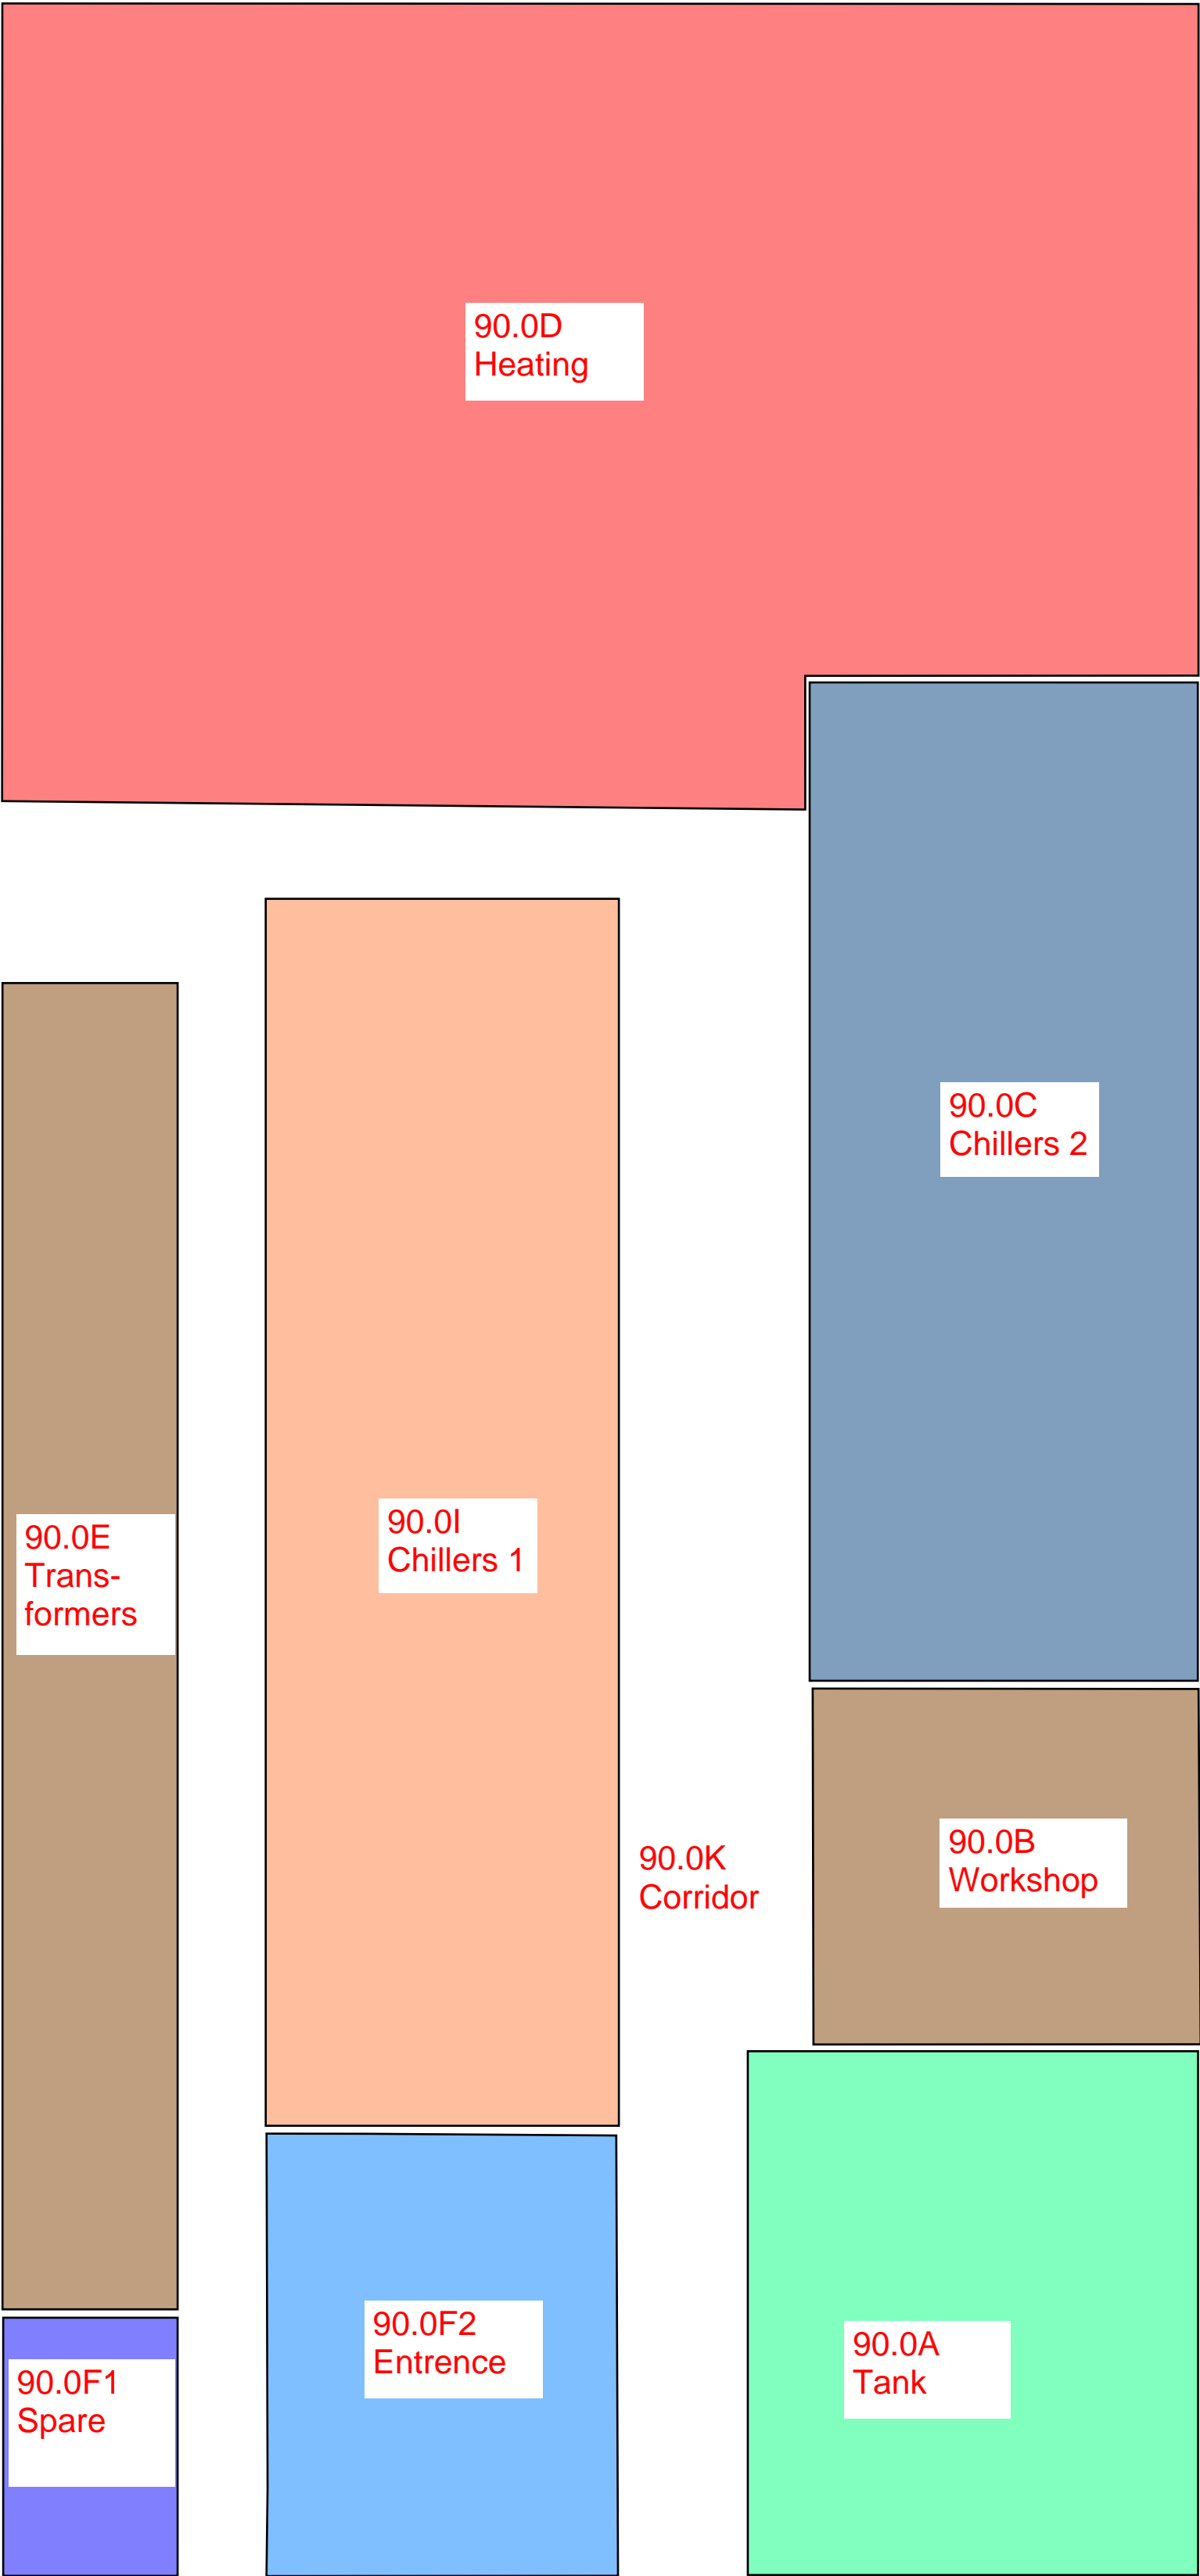 90.0D
Heating
90.0C
Chillers 2
90.0I
Chillers 1
90.0E
Trans-
formers
90.0B
Workshop
90.0K
Corridor
90.0F2
Entrence
90.0A
Tank
90.0F1
Spare